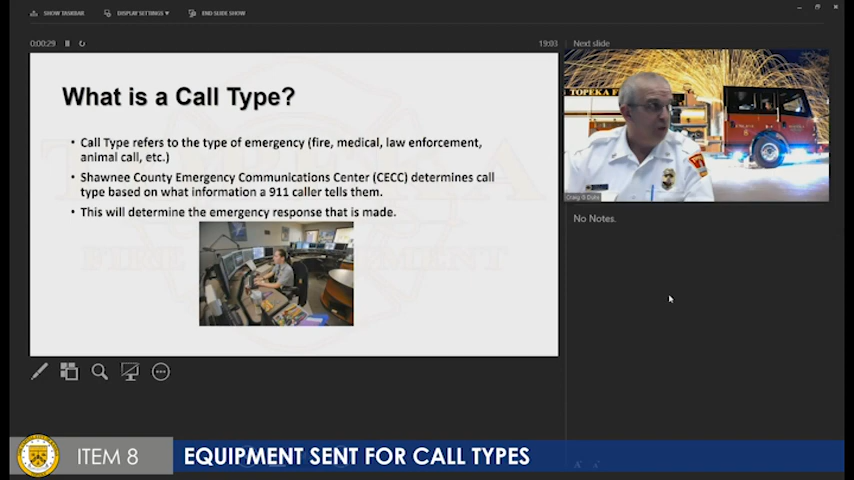 SHOW TASKBAR
DISPLAY SETTINGS ▾
END SLIDE SHOW
0:00:29
19:03
Next slide
What is a Call Type?
• Call Type refers to the type of emergency (fire, medical, law enforcement,
animal call, etc.)
• Shawnee County Emergency Communications Center (CECC) determines call
type based on what information a 911 caller tells them.
• This will determine the emergency response that is made.
TOPEKA FI
No Notes.
ITEM 8
EQUIPMENT SENT FOR CALL TYPES